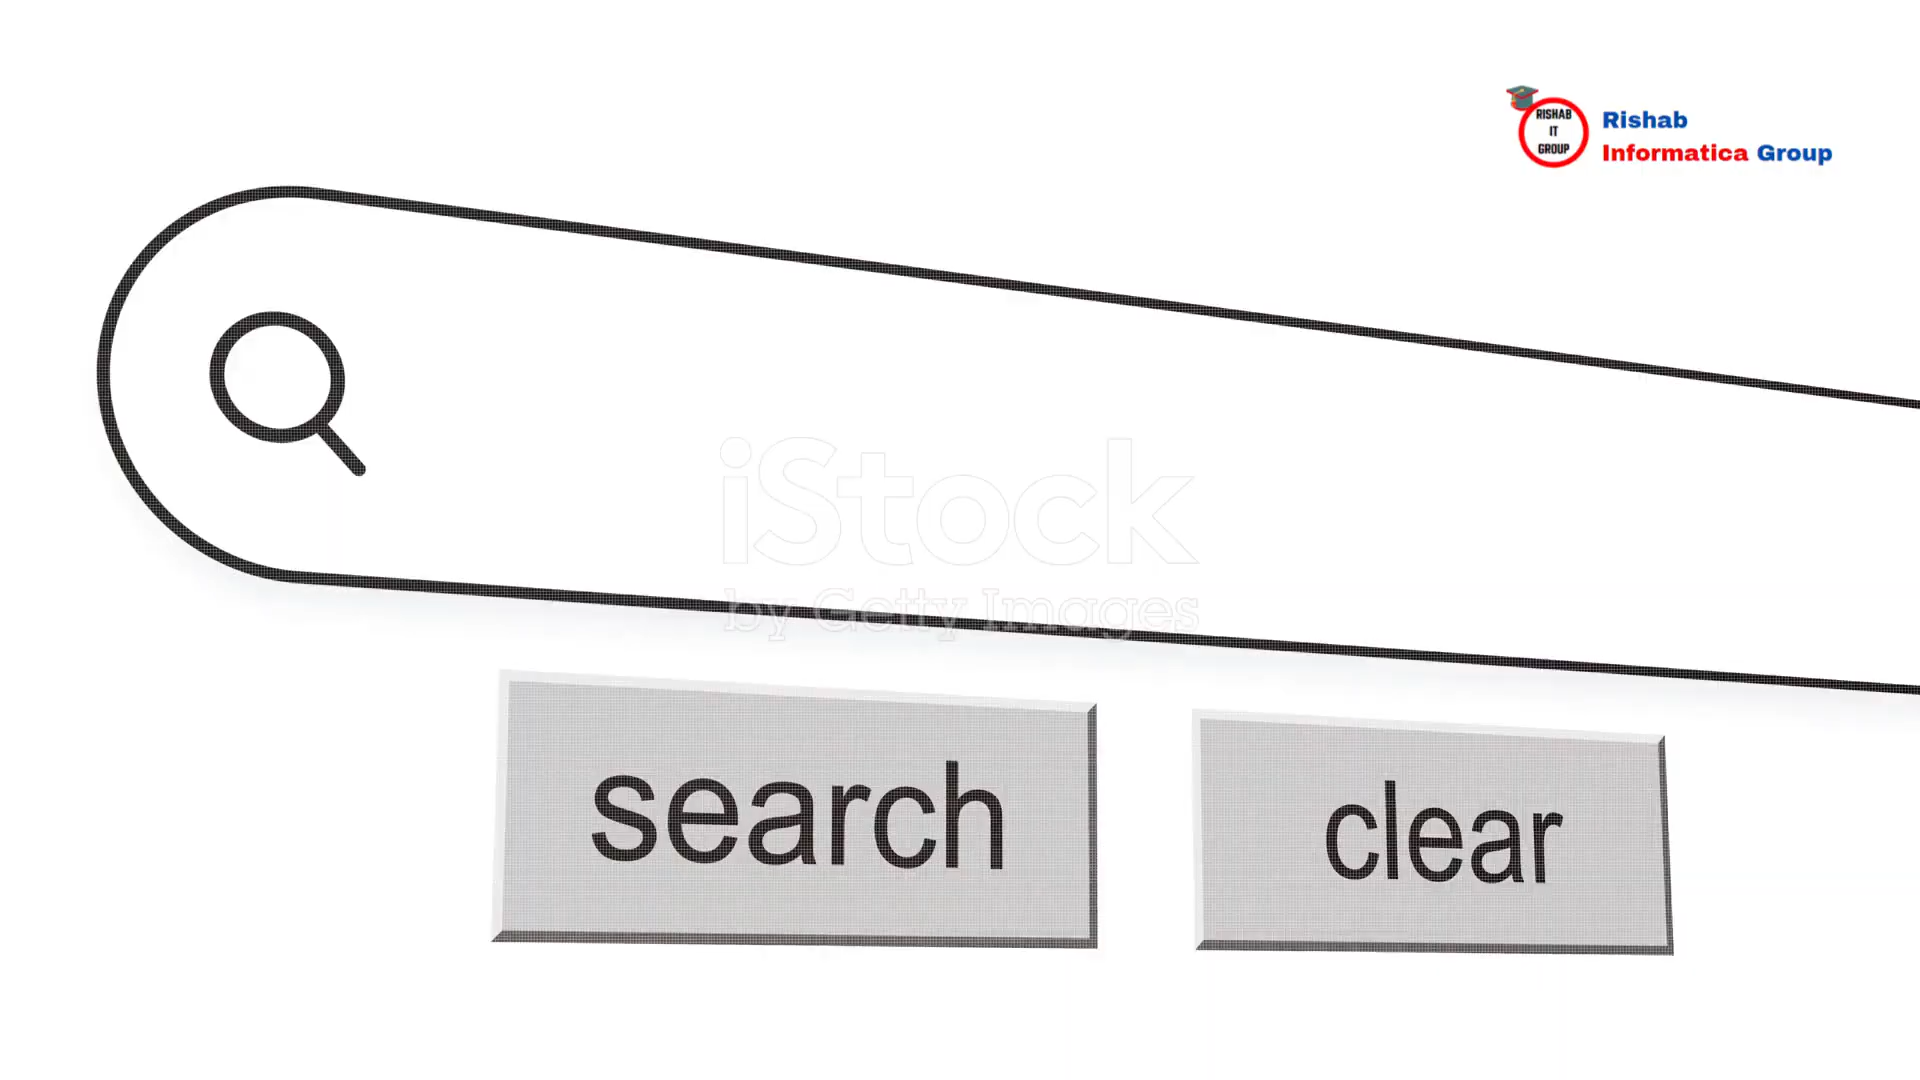 RISHAB
IT
GROUP
Rishab
Informatica Group
iStock
by Getty Images
search
clear